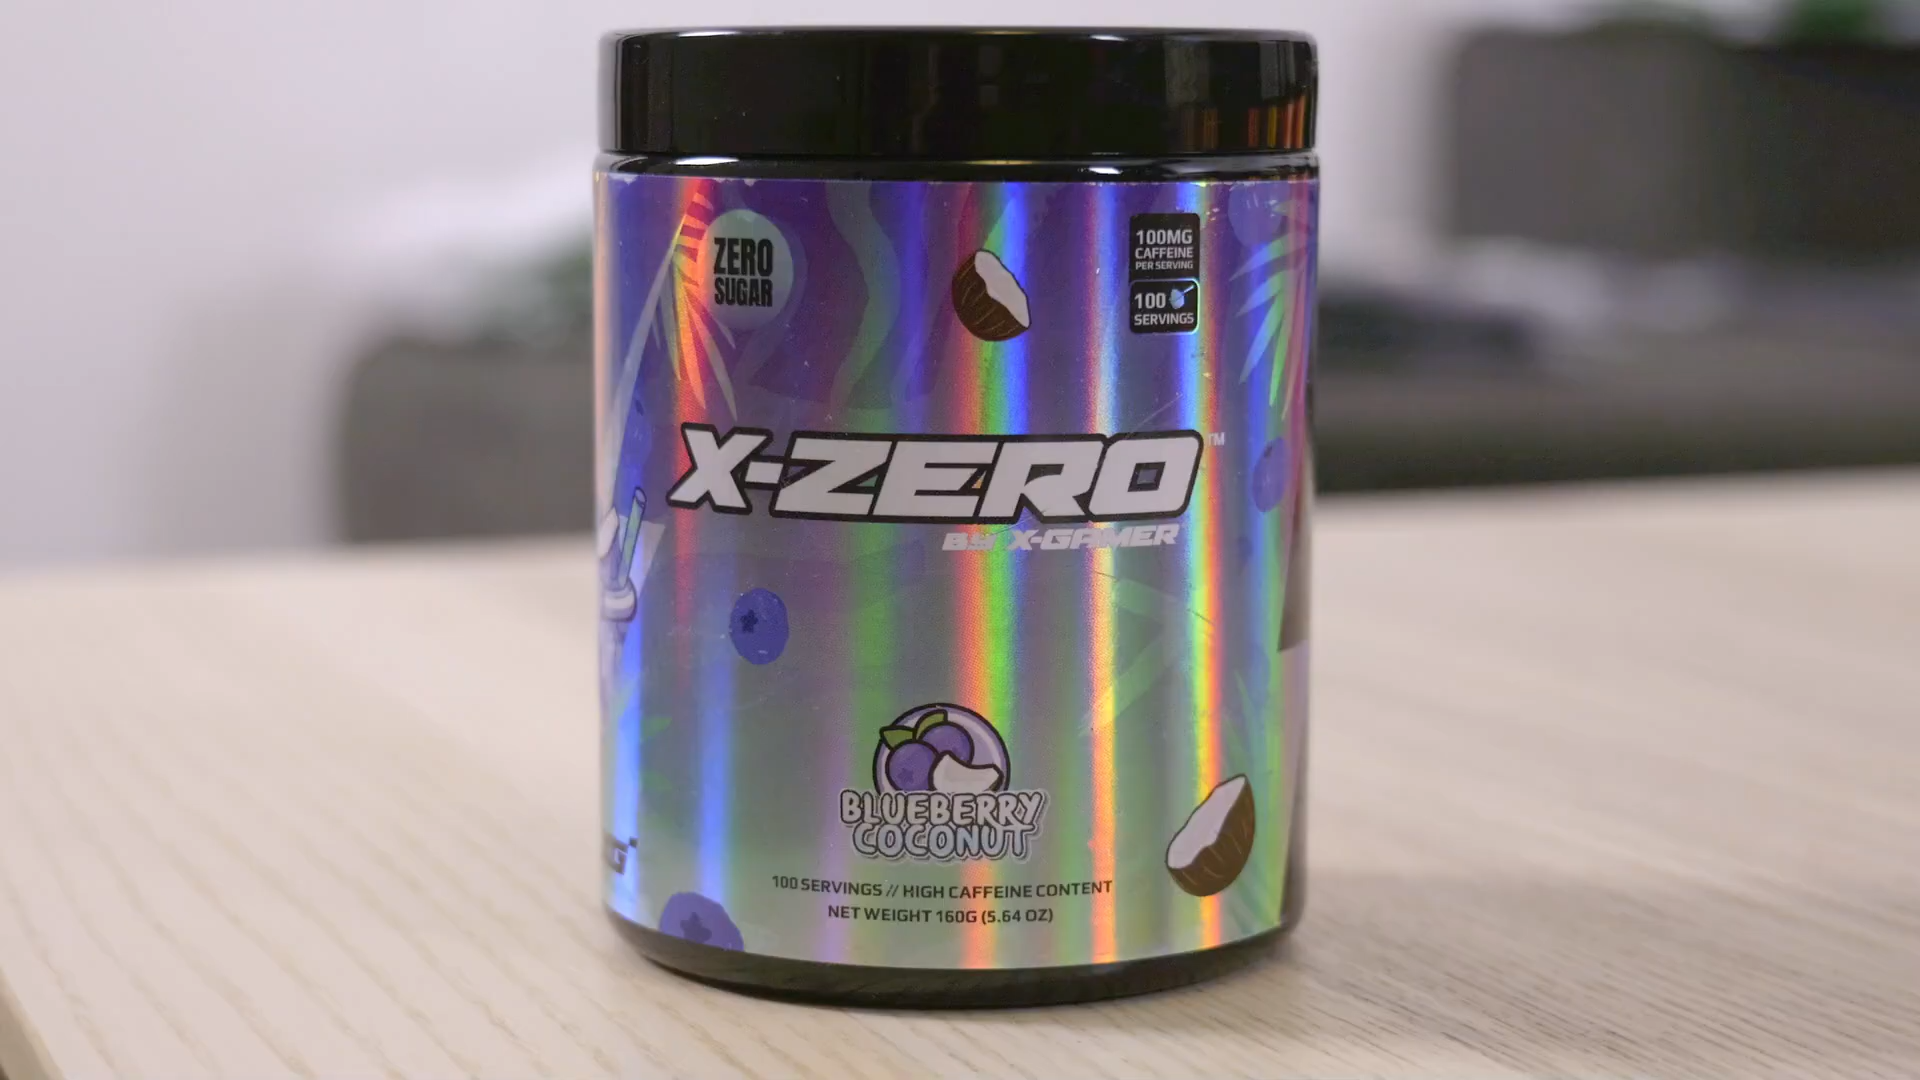 ZERO
SUGAR
100MG
CAFFEINE
PER SERVING
100
SERVINGS
X-ZERO™
BY X-GAMER
BLUEBERRY
COCONUT
100 SERVINGS // HIGH CAFFEINE CONTENT
NET WEIGHT 160G (5.64 OZ)